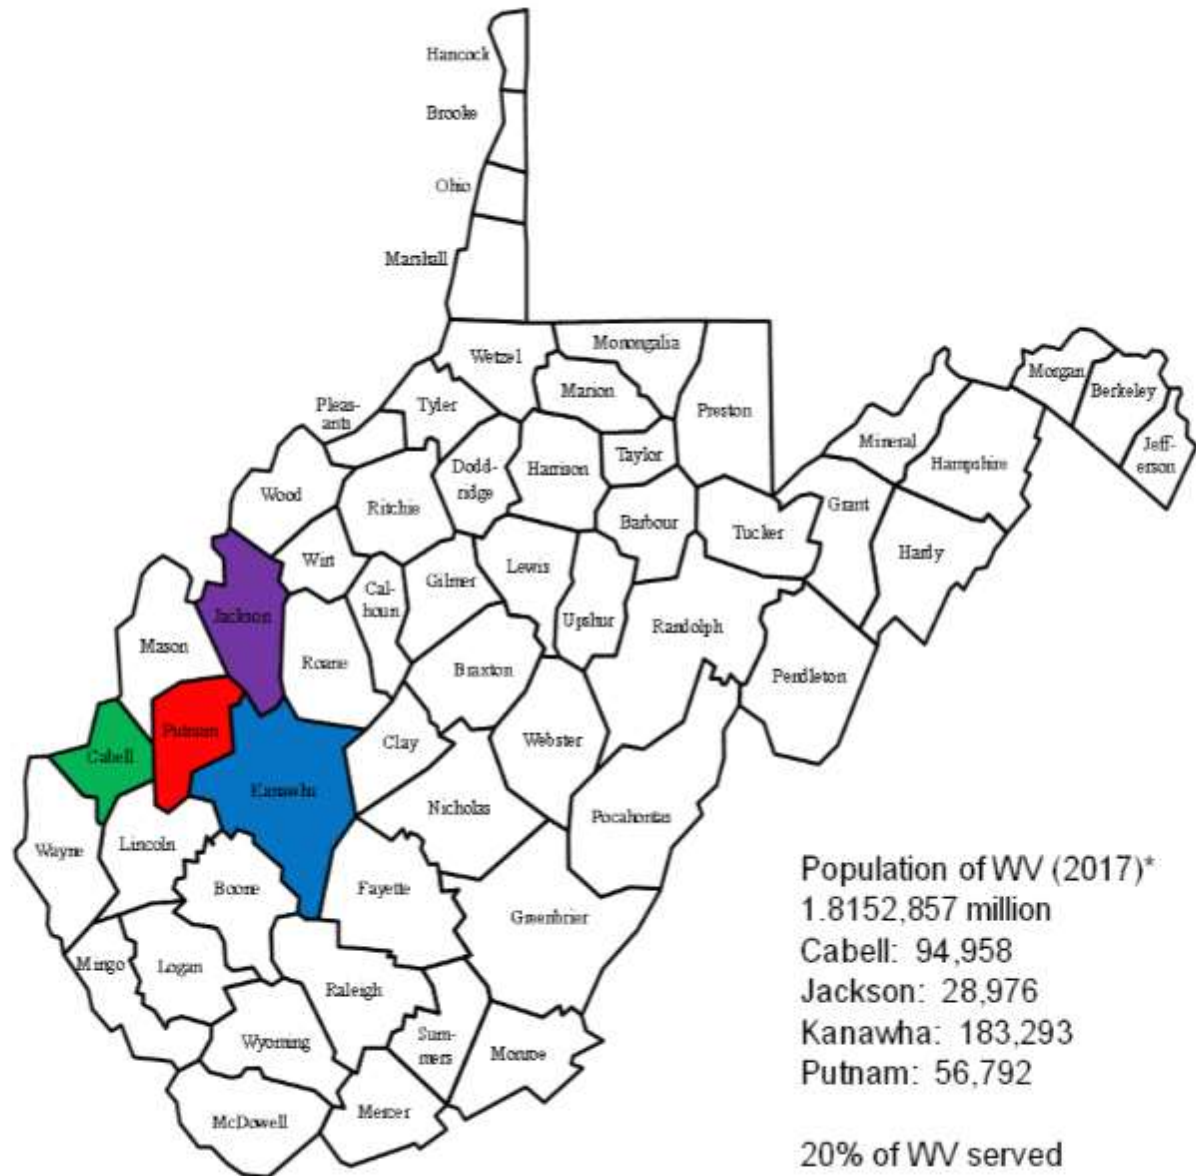 Hancock
Brooke
Ohio
Marshall
Wetzel
Monongalia
Marion
Preston
Morgan
Berkeley
Jeff-
erson
Mineral
Hampshire
Pleas-
ants
Tyler
Dodd-
ridge
Harrison
Taylor
Wood
Ritchie
Barbour
Tucker
Grant
Hardy
Wirt
Cal-
houn
Gilmer
Lewis
Upshur
Randolph
Jackson
Mason
Roane
Braxton
Pendleton
Putnam
Cabell
Clay
Webster
Kanawha
Nicholas
Pocahontas
Wayne
Lincoln
Boone
Fayette
Greenbrier
Mingo
Logan
Raleigh
Wyoming
Sum-
mers
Monroe
McDowell
Mercer
Population of WV (2017)*
1.8152,857 million
Cabell: 94,958
Jackson: 28,976
Kanawha: 183,293
Putnam: 56,792
20% of WV served